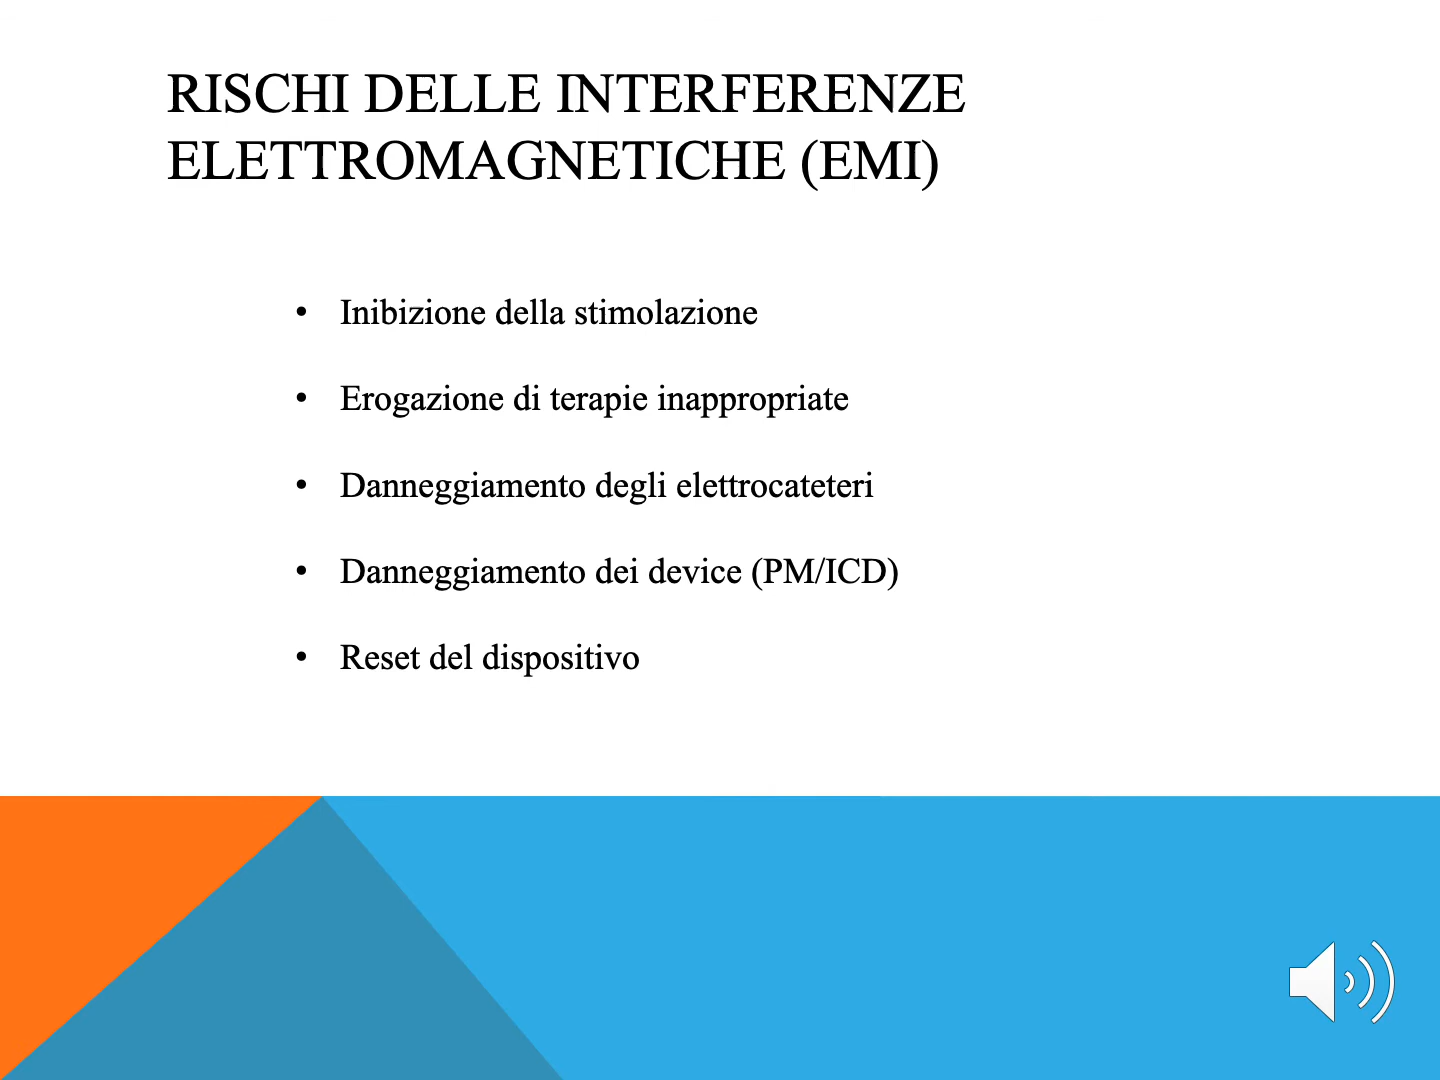 RISCHI DELLE INTERFERENZE
ELETTROMAGNETICHE (EMI)
• Inibizione della stimolazione
• Erogazione di terapie inappropriate
• Danneggiamento degli elettrocateteri
• Danneggiamento dei device (PM/ICD)
• Reset del dispositivo